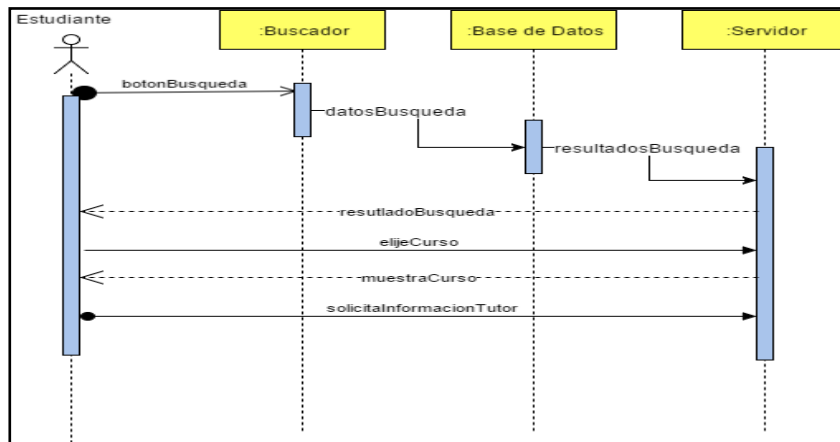 Estudiante
:Buscador
:Base de Datos
:Servidor
botonBusqueda
datosBusqueda
resultadosBusqueda
resutladoBusqueda
elijeCurso
muestraCurso
solicitaInformacionTutor